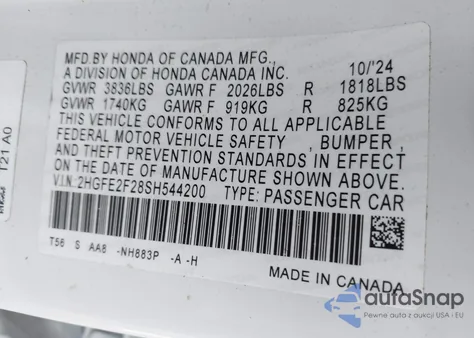 MFD BY HONDA OF CANADA MFG.,
A DIVISION OF HONDA CANADA INC. 10/'24
GVWR 3836LBS GAWR F 2026LBS R 1818LBS
GVWR 1740KG GAWR F 919KG R 825KG
THIS VEHICLE CONFORMS TO ALL APPLICABLE
FEDERAL MOTOR VEHICLE SAFETY , BUMPER ,
AND THEFT PREVENTION STANDARDS IN EFFECT
ON THE DATE OF MANUFACTURE SHOWN ABOVE.
V.I.N: 2HGFE2F28SH544200 TYPE: PASSENGER CAR
T56 S AA8 -NH883P -A -H
MADE IN CANADA
T21 A0
autaSnap
Pewne auta z aukcji USA i EU